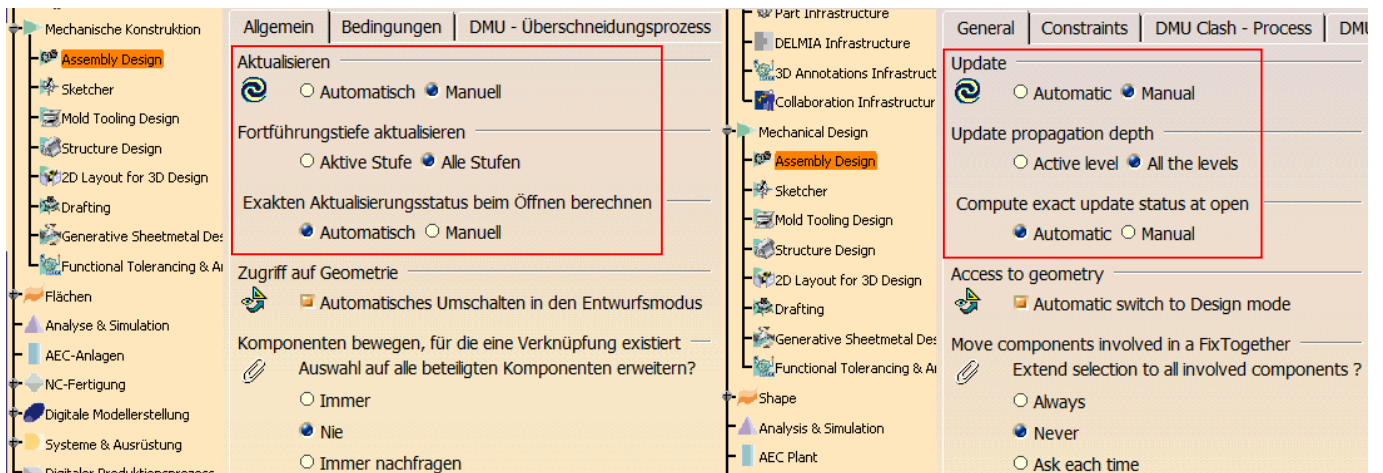 Mechanische Konstruktion
Assembly Design
Sketcher
Mold Tooling Design
Structure Design
2D Layout for 3D Design
Drafting
Generative Sheetmetal Des
Functional Tolerancing & A
Flächen
Analyse & Simulation
AEC-Anlagen
NC-Fertigung
Digitale Modellerstellung
Systeme & Ausrüstung
Digitaler Produktionsprozess
Allgemein Bedingungen DMU - Überschneidungsprozess
Aktualisieren
Automatisch Manuell
Fortführungstiefe aktualisieren
Aktive Stufe Alle Stufen
Exakten Aktualisierungsstatus beim Öffnen berechnen
Automatisch Manuell
Zugriff auf Geometrie
Automatisches Umschalten in den Entwurfsmodus
Komponenten bewegen, für die eine Verknüpfung existiert
Auswahl auf alle beteiligten Komponenten erweitern?
Immer
Nie
Immer nachfragen
Part Infrastructure
DELMIA Infrastructure
3D Annotations Infrastruct
Collaboration Infrastructur
Mechanical Design
Assembly Design
Sketcher
Mold Tooling Design
Structure Design
2D Layout for 3D Design
Drafting
Generative Sheetmetal Des
Functional Tolerancing & A
Shape
Analysis & Simulation
AEC Plant
General Constraints DMU Clash - Process DMU
Update
Automatic Manual
Update propagation depth
Active level All the levels
Compute exact update status at open
Automatic Manual
Access to geometry
Automatic switch to Design mode
Move components involved in a FixTogether
Extend selection to all involved components ?
Always
Never
Ask each time